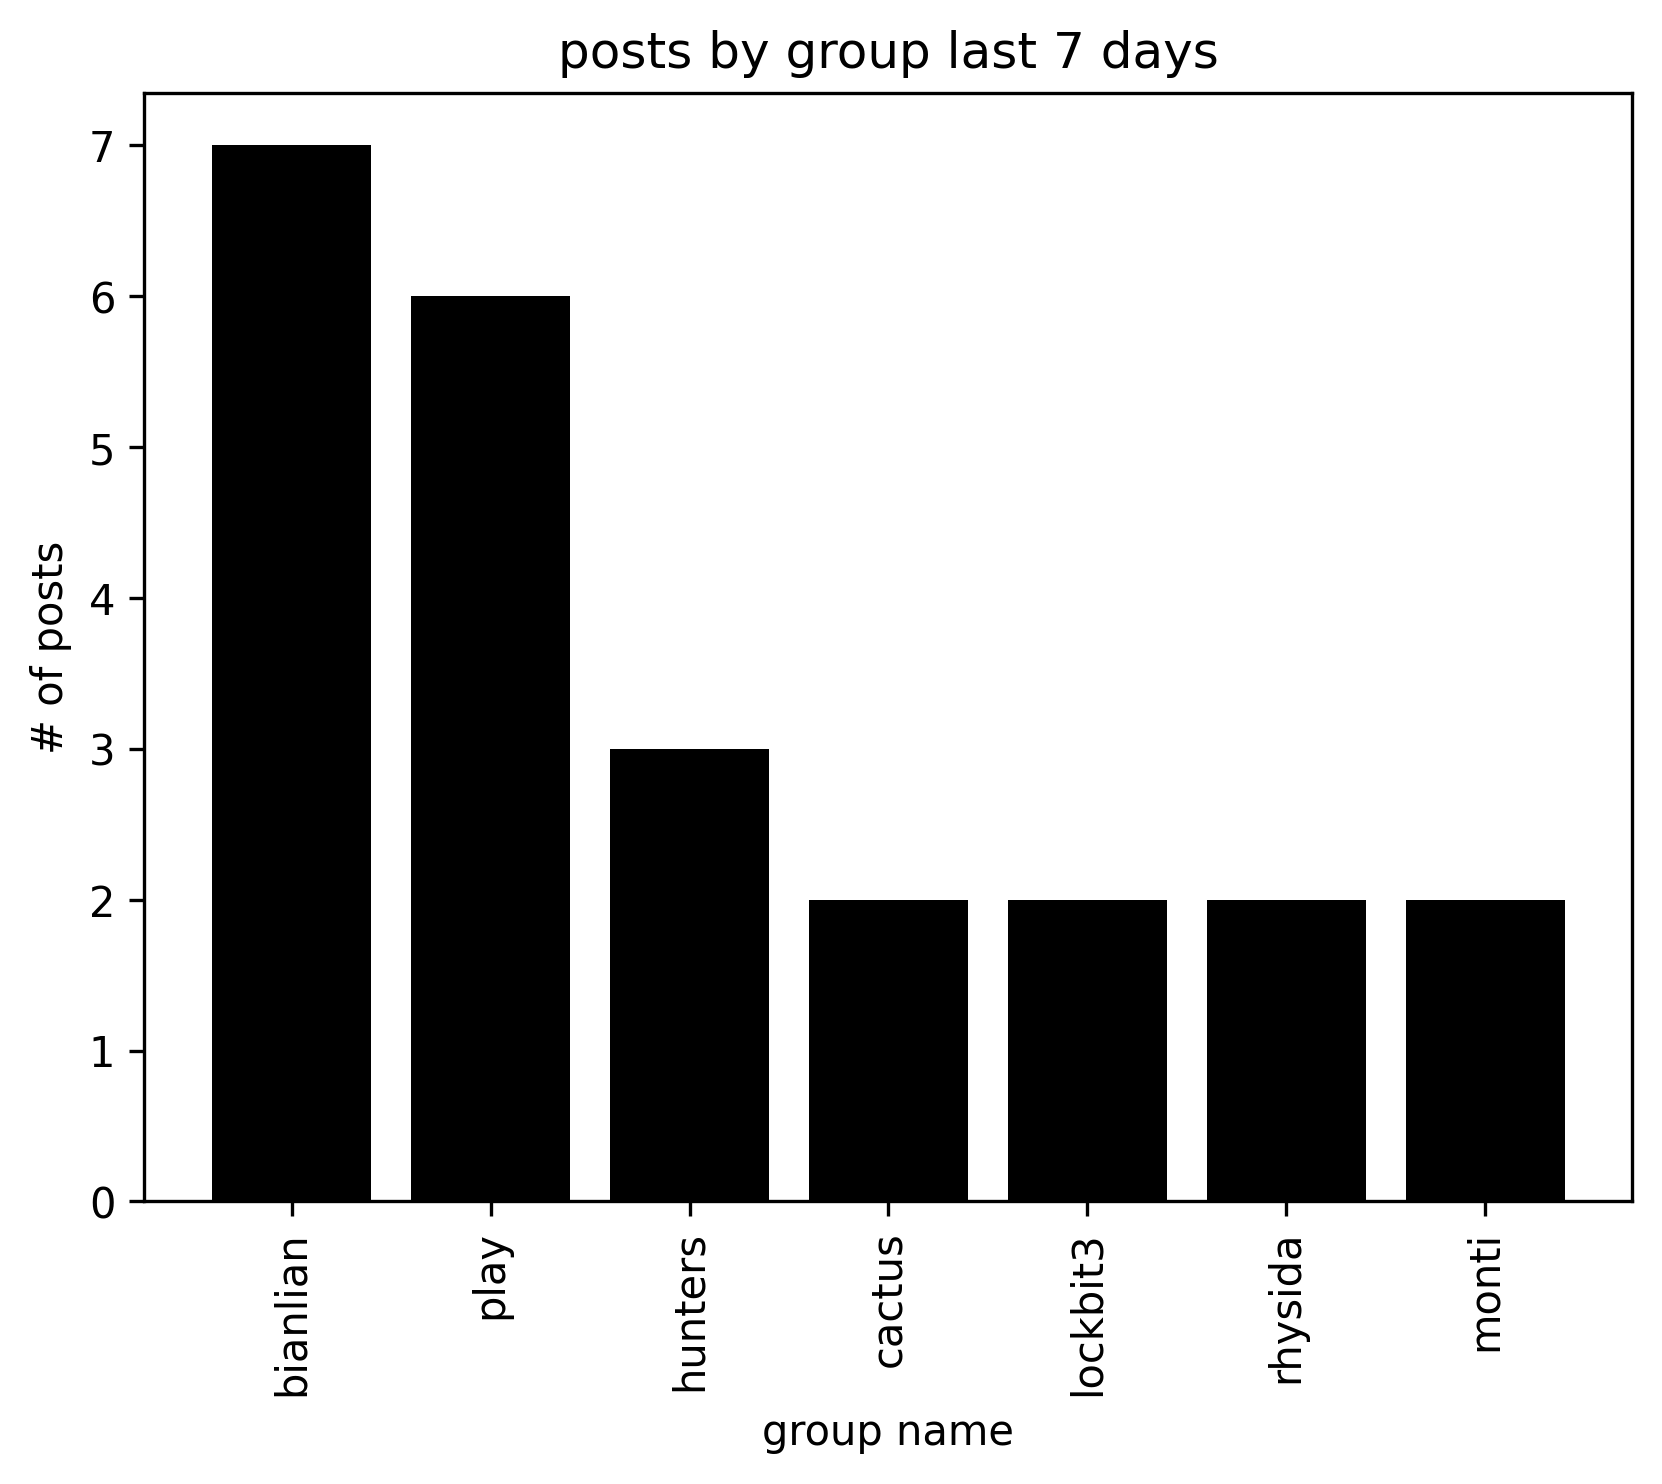 posts by group last 7 days
7
6
5
4
3
2
1
0
# of posts
bianlian
play
hunters
cactus
lockbit3
rhysida
monti
group name